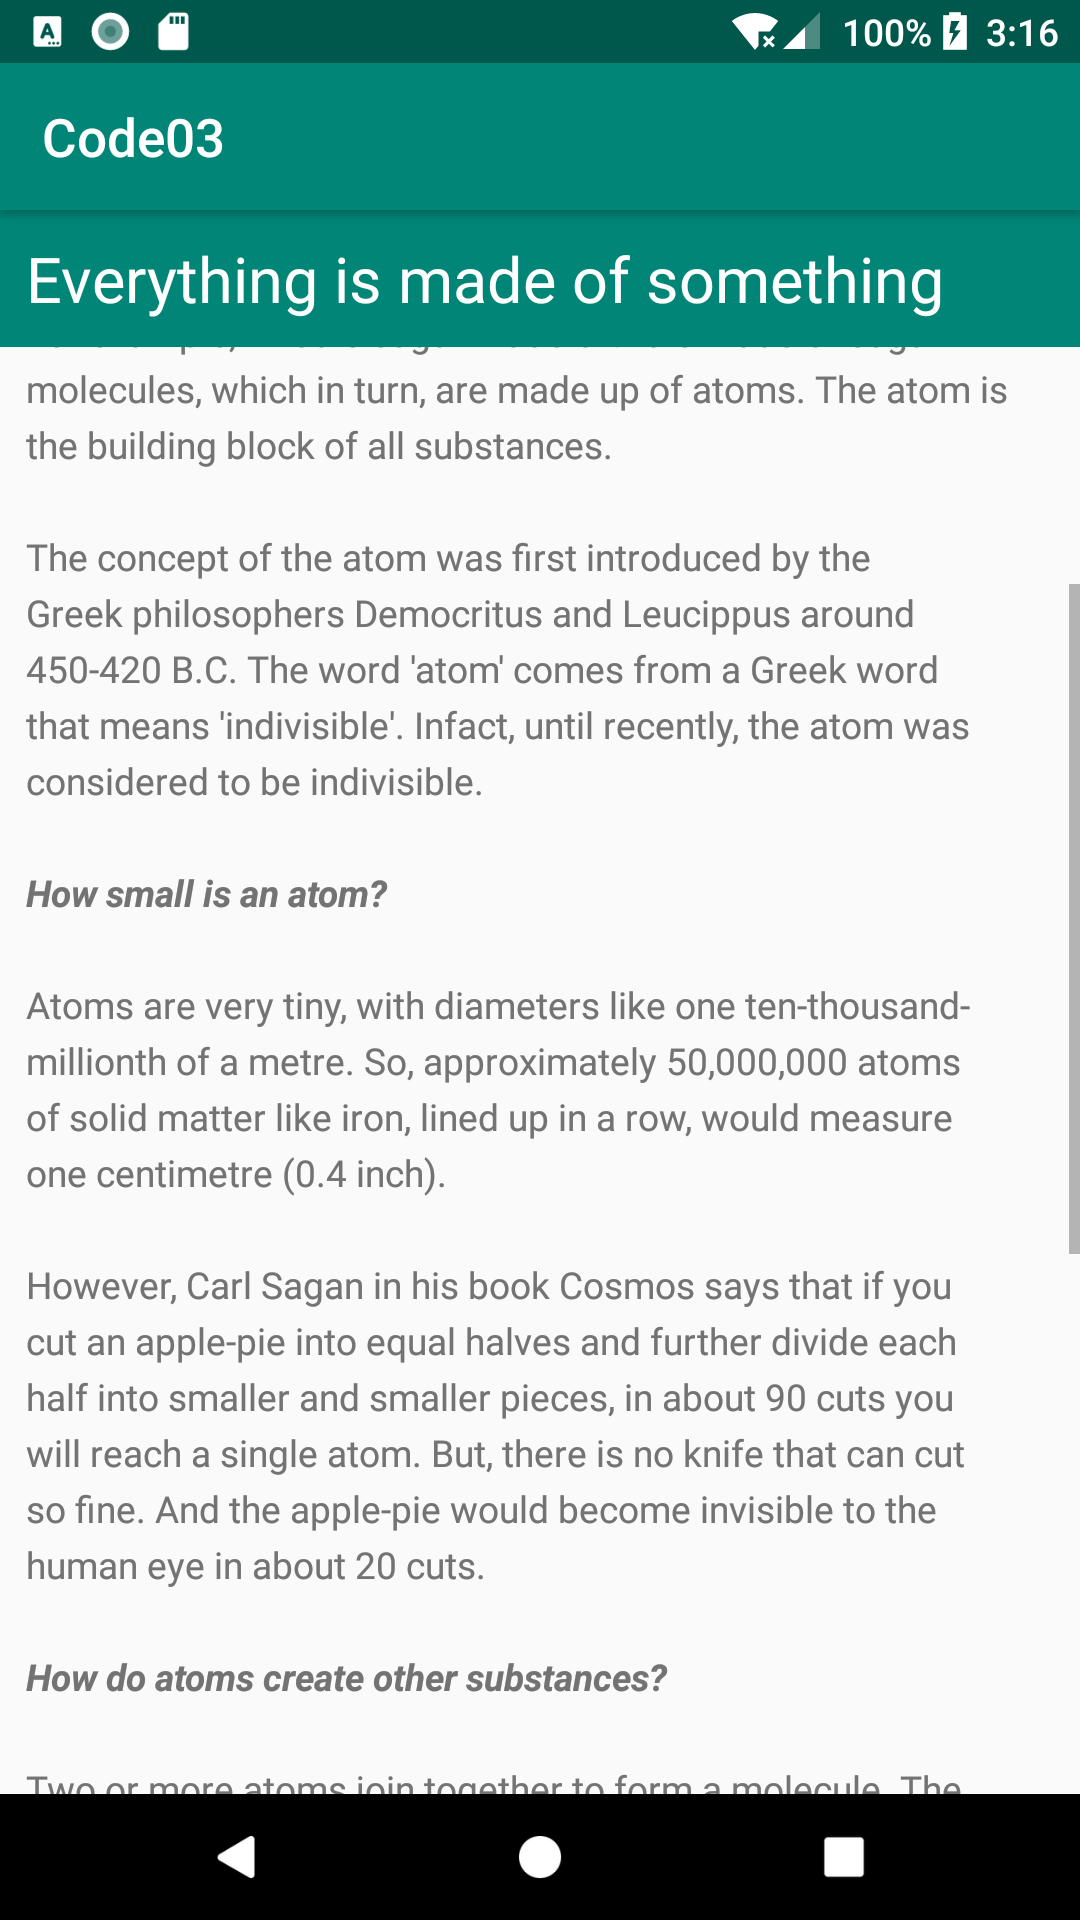 100% 3:16
Code03
Everything is made of something
molecules, which in turn, are made up of atoms. The atom is
the building block of all substances.
The concept of the atom was first introduced by the
Greek philosophers Democritus and Leucippus around
450-420 B.C. The word 'atom' comes from a Greek word
that means 'indivisible'. Infact, until recently, the atom was
considered to be indivisible.
How small is an atom?
Atoms are very tiny, with diameters like one ten-thousand-
millionth of a metre. So, approximately 50,000,000 atoms
of solid matter like iron, lined up in a row, would measure
one centimetre (0.4 inch).
However, Carl Sagan in his book Cosmos says that if you
cut an apple-pie into equal halves and further divide each
half into smaller and smaller pieces, in about 90 cuts you
will reach a single atom. But, there is no knife that can cut
so fine. And the apple-pie would become invisible to the
human eye in about 20 cuts.
How do atoms create other substances?
Two or more atoms join together to form a molecule. The